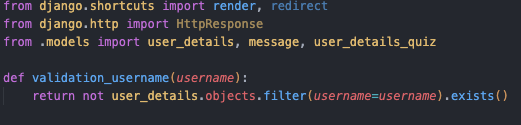 from django.shortcuts import render, redirect
from django.http import HttpResponse
from .models import user_details, message, user_details_quiz
def validation_username(username):
return not user_details.objects.filter(username=username).exists()